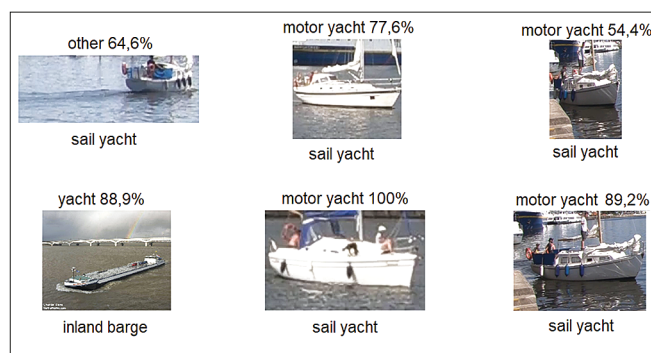 other 64,6%
motor yacht 77,6%
motor yacht 54,4%
sail yacht
sail yacht
sail yacht
yacht 88,9%
motor yacht 100%
motor yacht 89,2%
inland barge
sail yacht
sail yacht